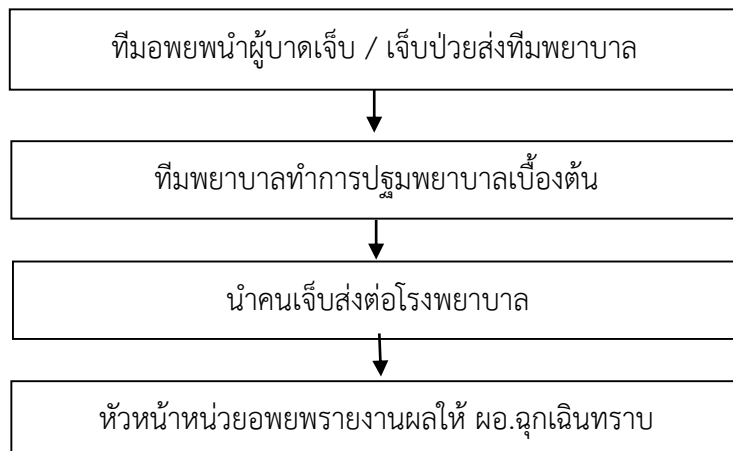 ทีมอพยพนำผู้บาดเจ็บ / เจ็บป่วยส่งทีมพยาบาล
ทีมพยาบาลทำการปฐมพยาบาลเบื้องต้น
นำคนเจ็บส่งต่อโรงพยาบาล
หัวหน้าหน่วยอพยพรายงานผลให้ ผอ.ฉุกเฉินทราบ